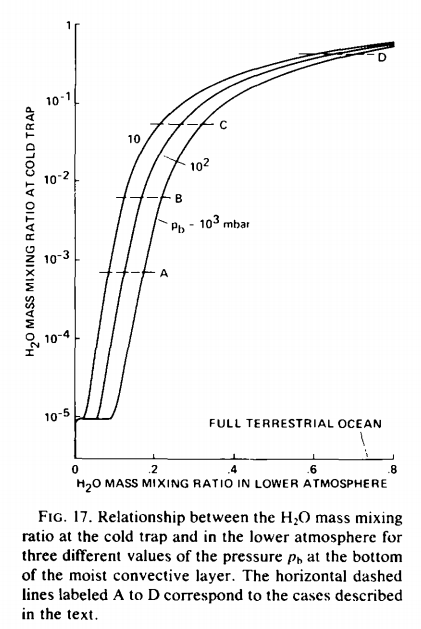 1
10⁻¹
10⁻²
10⁻³
10⁻⁴
10⁻⁵
H₂O MASS MIXING RATIO AT COLD TRAP
D
C
10
10²
B
pb - 10³ mbar
A
FULL TERRESTRIAL OCEAN
0 .2 .4 .6 .8
H₂O MASS MIXING RATIO IN LOWER ATMOSPHERE
FIG. 17. Relationship between the H₂O mass mixing
ratio at the cold trap and in the lower atmosphere for
three different values of the pressure pb at the bottom
of the moist convective layer. The horizontal dashed
lines labeled A to D correspond to the cases described
in the text.